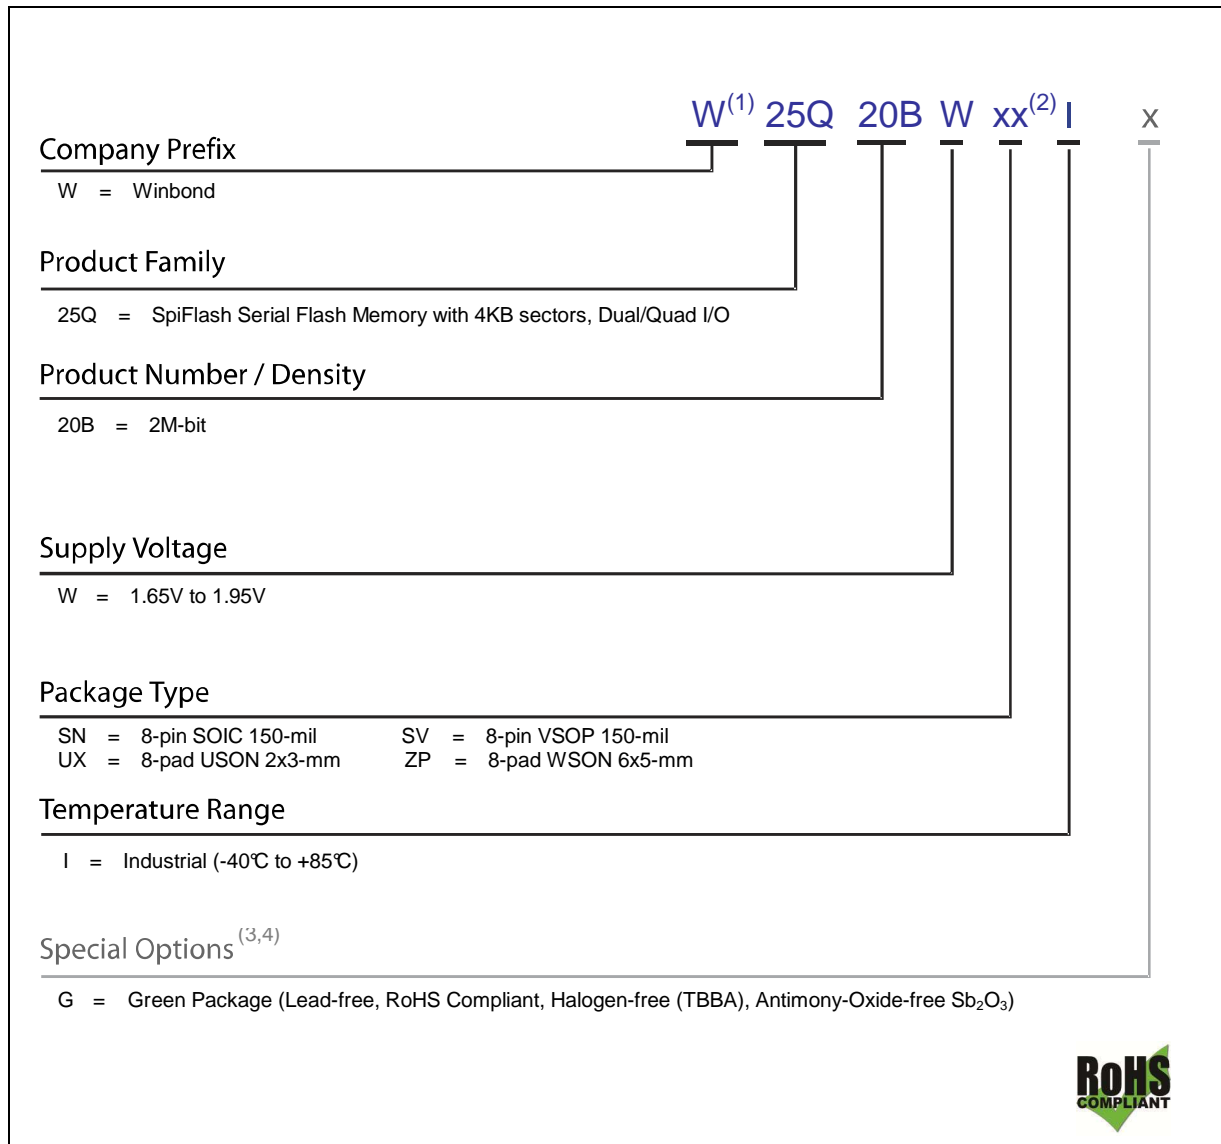 W(1) 25Q 20B W xx(2) I x
Company Prefix
W = Winbond
Product Family
25Q = SpiFlash Serial Flash Memory with 4KB sectors, Dual/Quad I/O
Product Number / Density
20B = 2M-bit
Supply Voltage
W = 1.65V to 1.95V
Package Type
SN = 8-pin SOIC 150-mil SV = 8-pin VSOP 150-mil
UX = 8-pad USON 2x3-mm ZP = 8-pad WSON 6x5-mm
Temperature Range
I = Industrial (-40°C to +85°C)
Special Options (3,4)
G = Green Package (Lead-free, RoHS Compliant, Halogen-free (TBBA), Antimony-Oxide-free Sb₂O₃)
RoHS
COMPLIANT